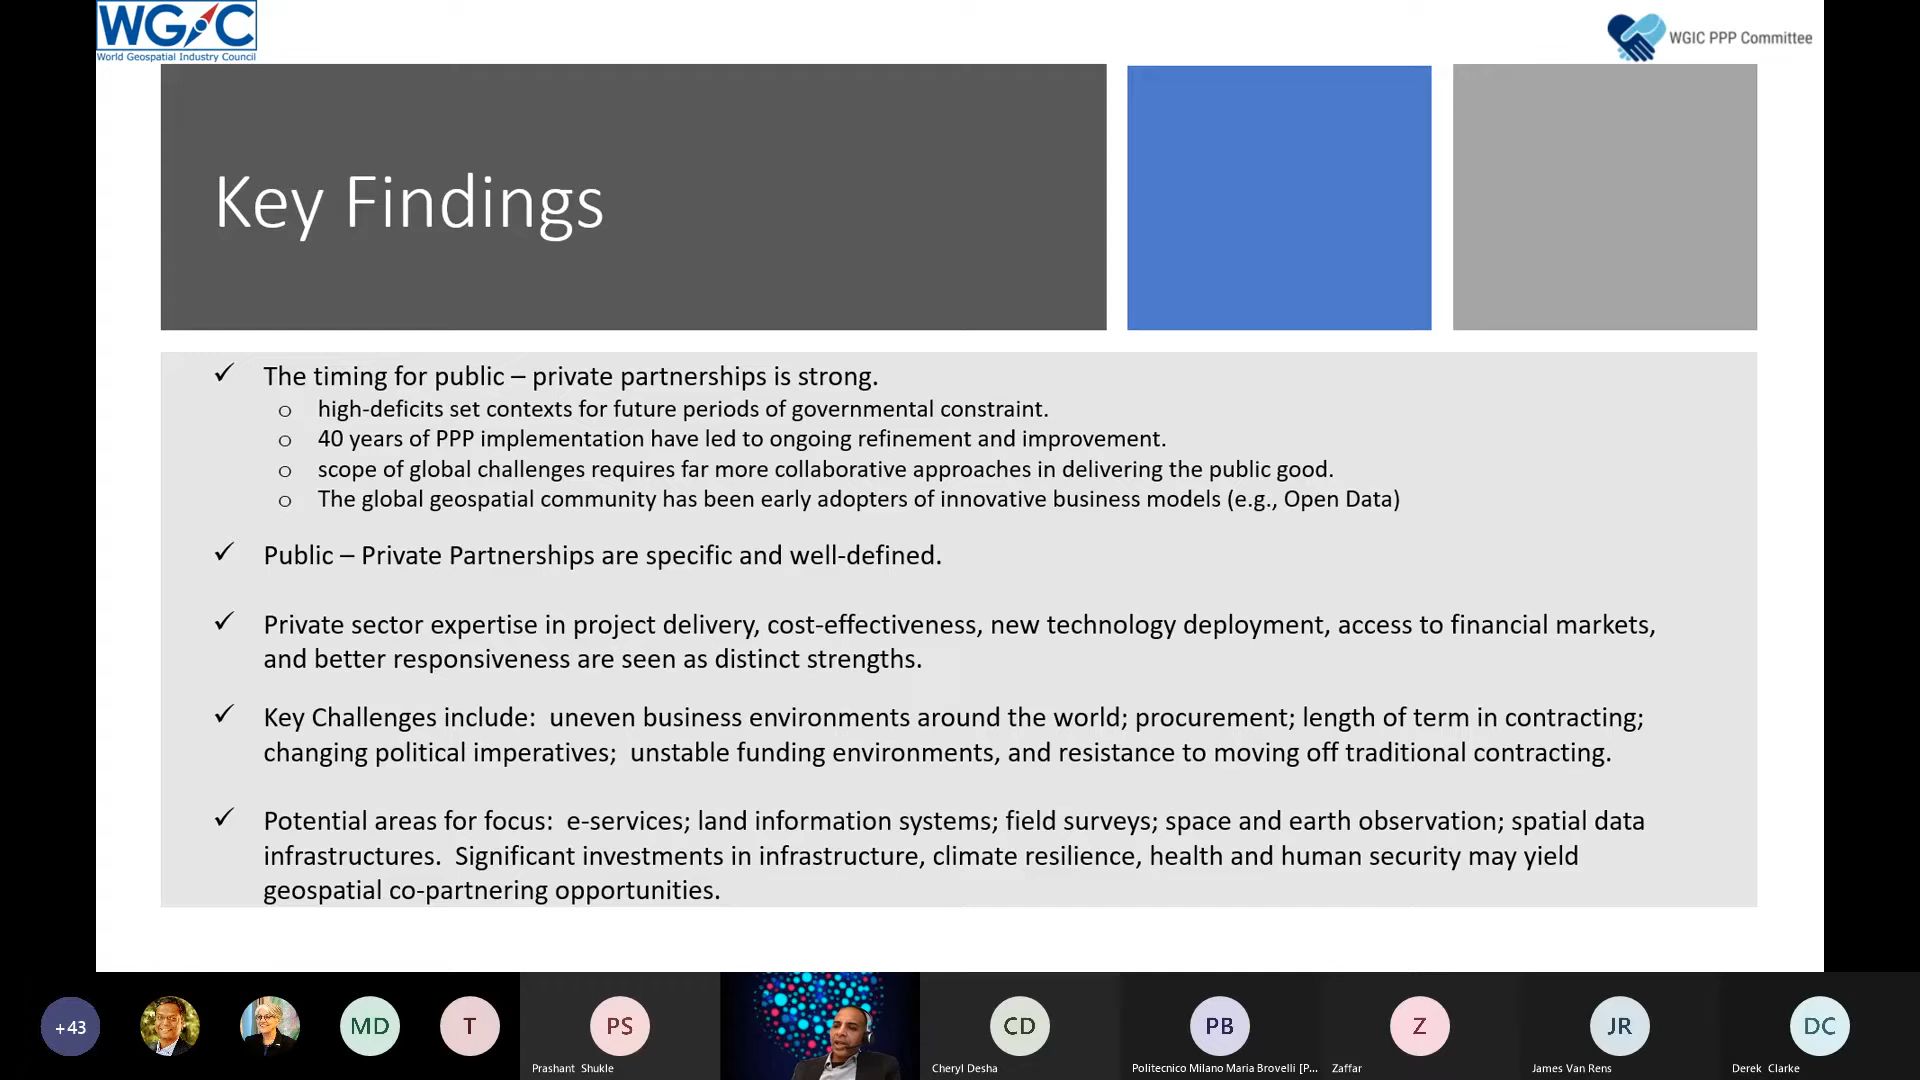 WGIC
World Geospatial Industry Council
WGIC PPP Committee
Key Findings
✓ The timing for public – private partnerships is strong.
o high-deficits set contexts for future periods of governmental constraint.
o 40 years of PPP implementation have led to ongoing refinement and improvement.
o scope of global challenges requires far more collaborative approaches in delivering the public good.
o The global geospatial community has been early adopters of innovative business models (e.g., Open Data)
✓ Public – Private Partnerships are specific and well-defined.
✓ Private sector expertise in project delivery, cost-effectiveness, new technology deployment, access to financial markets,
and better responsiveness are seen as distinct strengths.
✓ Key Challenges include: uneven business environments around the world; procurement; length of term in contracting;
changing political imperatives; unstable funding environments, and resistance to moving off traditional contracting.
✓ Potential areas for focus: e-services; land information systems; field surveys; space and earth observation; spatial data
infrastructures. Significant investments in infrastructure, climate resilience, health and human security may yield
geospatial co-partnering opportunities.
+43
MD
T
PS
CD
PB
Z
JR
DC
Prashant Shukle
Cheryl Desha
Politecnico Milano Maria Brovelli [P...
Zaffar
James Van Rens
Derek Clarke